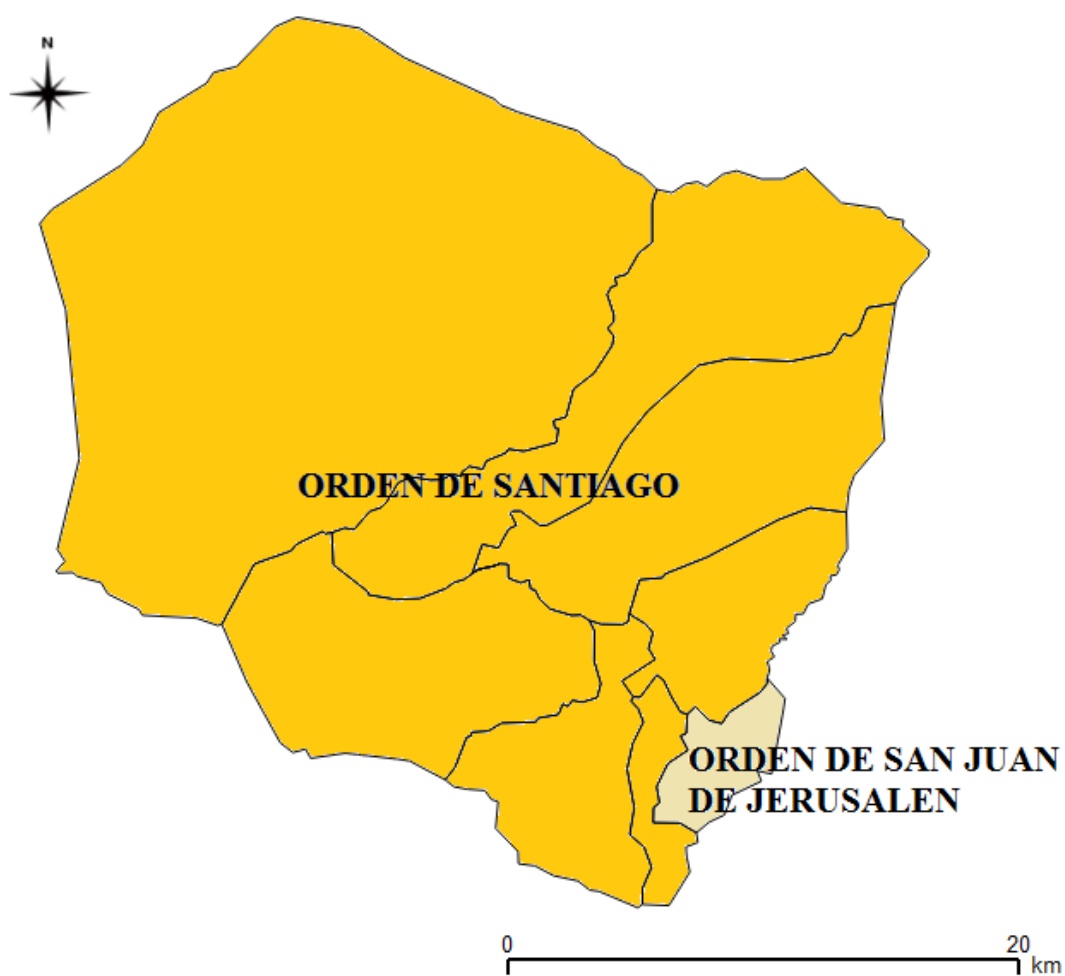 N
ORDEN DE SANTIAGO
ORDEN DE SAN JUAN
DE JERUSALEN
0 20
km